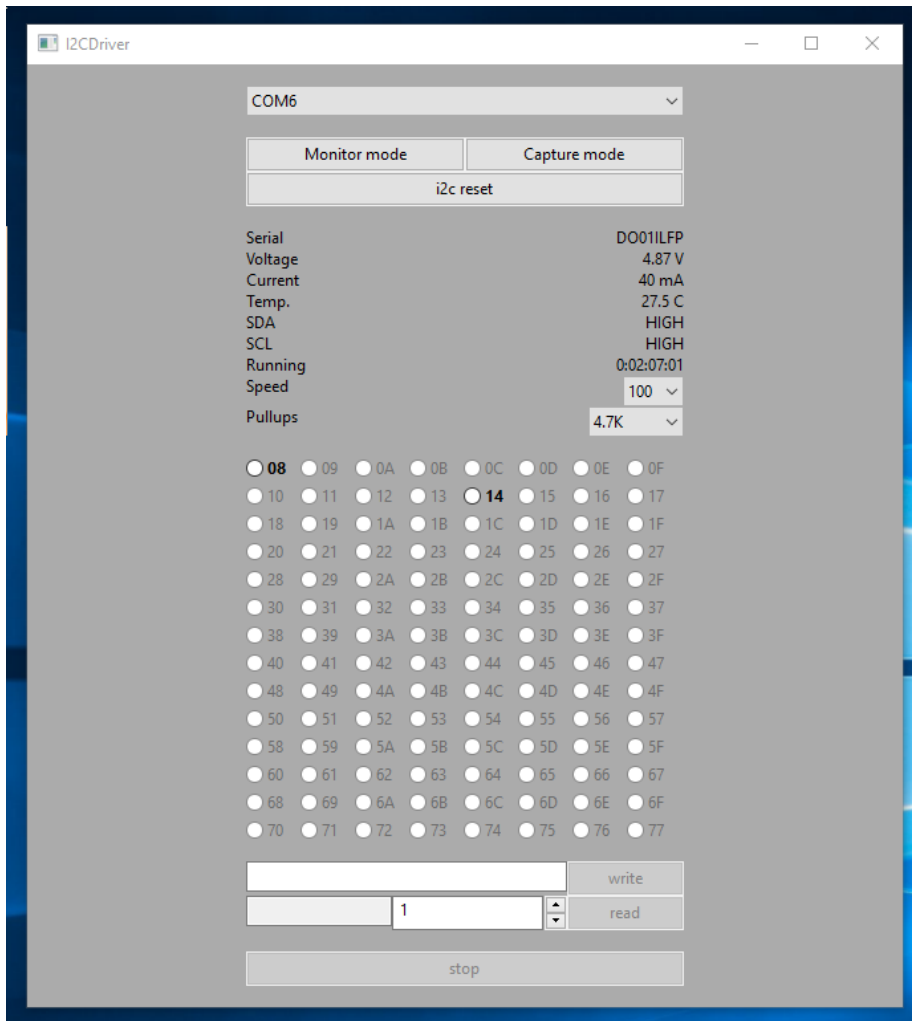 I2CDriver
COM6
Monitor mode Capture mode
i2c reset
Serial DO01ILFP
Voltage 4.87 V
Current 40 mA
Temp. 27.5 C
SDA HIGH
SCL HIGH
Running 0:02:07:01
Speed 100
Pullups 4.7K
08 09 0A 0B 0C 0D 0E 0F
10 11 12 13 14 15 16 17
18 19 1A 1B 1C 1D 1E 1F
20 21 22 23 24 25 26 27
28 29 2A 2B 2C 2D 2E 2F
30 31 32 33 34 35 36 37
38 39 3A 3B 3C 3D 3E 3F
40 41 42 43 44 45 46 47
48 49 4A 4B 4C 4D 4E 4F
50 51 52 53 54 55 56 57
58 59 5A 5B 5C 5D 5E 5F
60 61 62 63 64 65 66 67
68 69 6A 6B 6C 6D 6E 6F
70 71 72 73 74 75 76 77
write
1 read
stop